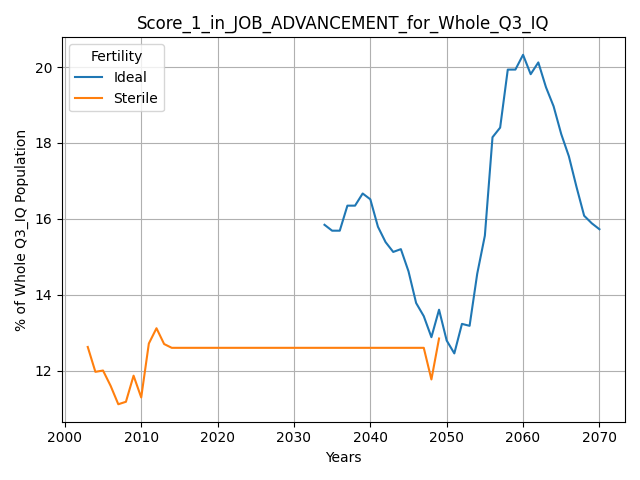 Score_1_in_JOB_ADVANCEMENT_for_Whole_Q3_IQ
Fertility
Ideal
Sterile
% of Whole Q3_IQ Population
20
18
16
14
12
2000 2010 2020 2030 2040 2050 2060 2070
Years